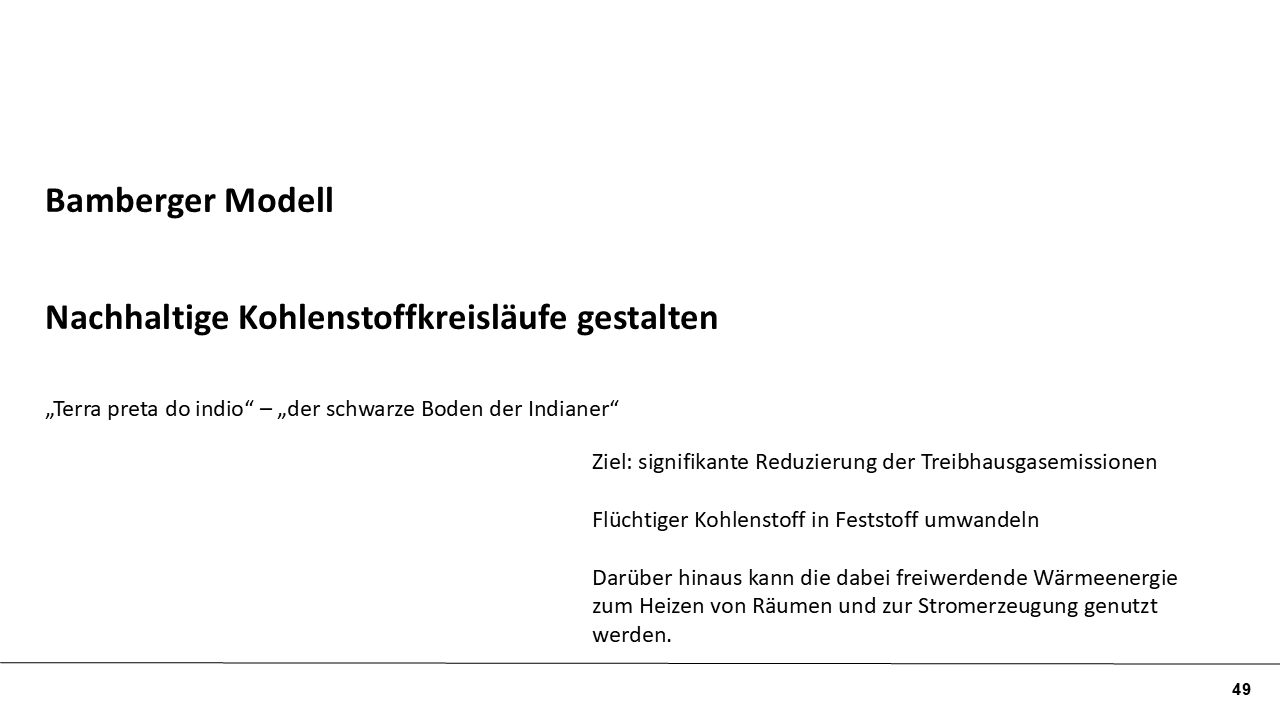 Bamberger Modell
Nachhaltige Kohlenstoffkreisläufe gestalten
„Terra preta do indio“ – „der schwarze Boden der Indianer“
Ziel: signifikante Reduzierung der Treibhausgasemissionen
Flüchtiger Kohlenstoff in Feststoff umwandeln
Darüber hinaus kann die dabei freiwerdende Wärmeenergie
zum Heizen von Räumen und zur Stromerzeugung genutzt
werden.
49